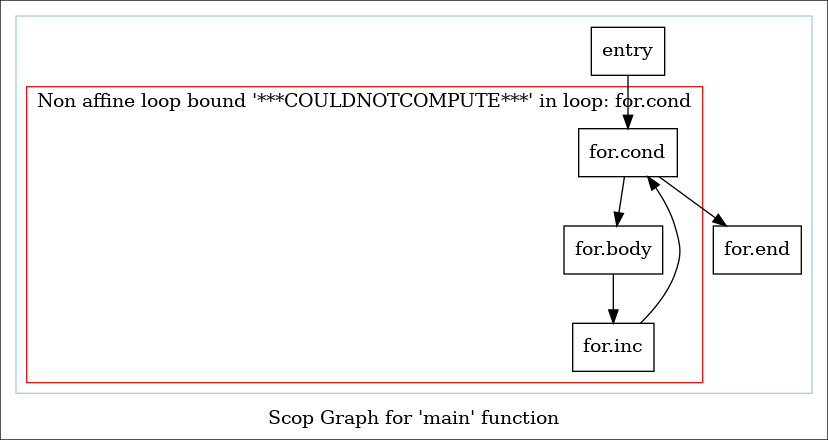 entry
Non affine loop bound '***COULDNOTCOMPUTE***' in loop: for.cond
for.cond
for.body
for.end
for.inc
Scop Graph for 'main' function